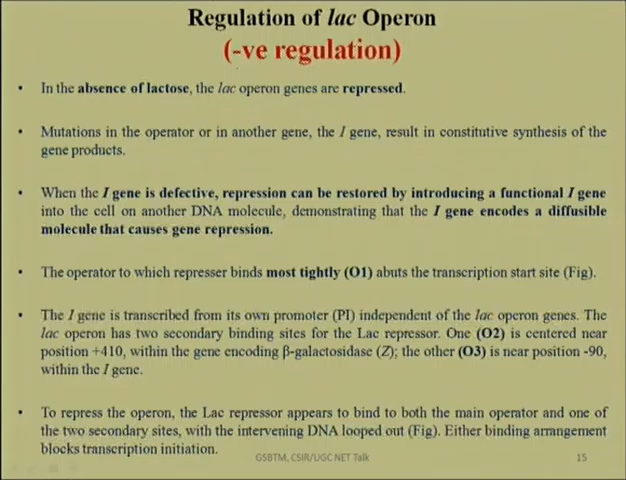 Regulation of lac Operon
(-ve regulation)
• In the absence of lactose, the lac operon genes are repressed.
• Mutations in the operator or in another gene, the I gene, result in constitutive synthesis of the
gene products.
• When the I gene is defective, repression can be restored by introducing a functional I gene
into the cell on another DNA molecule, demonstrating that the I gene encodes a diffusible
molecule that causes gene repression.
• The operator to which represser binds most tightly (O1) abuts the transcription start site (Fig).
• The I gene is transcribed from its own promoter (PI) independent of the lac operon genes. The
lac operon has two secondary binding sites for the Lac repressor. One (O2) is centered near
position +410, within the gene encoding β-galactosidase (Z); the other (O3) is near position -90,
within the I gene.
• To repress the operon, the Lac repressor appears to bind to both the main operator and one of
the two secondary sites, with the intervening DNA looped out (Fig). Either binding arrangement
blocks transcription initiation.
GSBTM, CSIR/UGC NET Talk
15